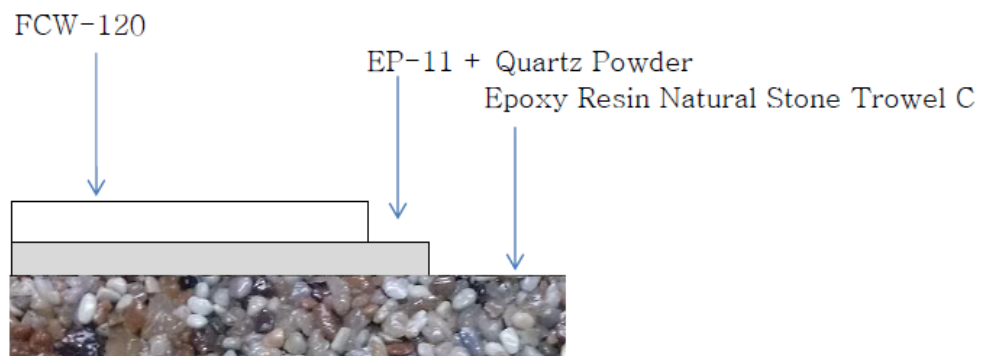 FCW-120
EP-11 + Quartz Powder
Epoxy Resin Natural Stone Trowel C